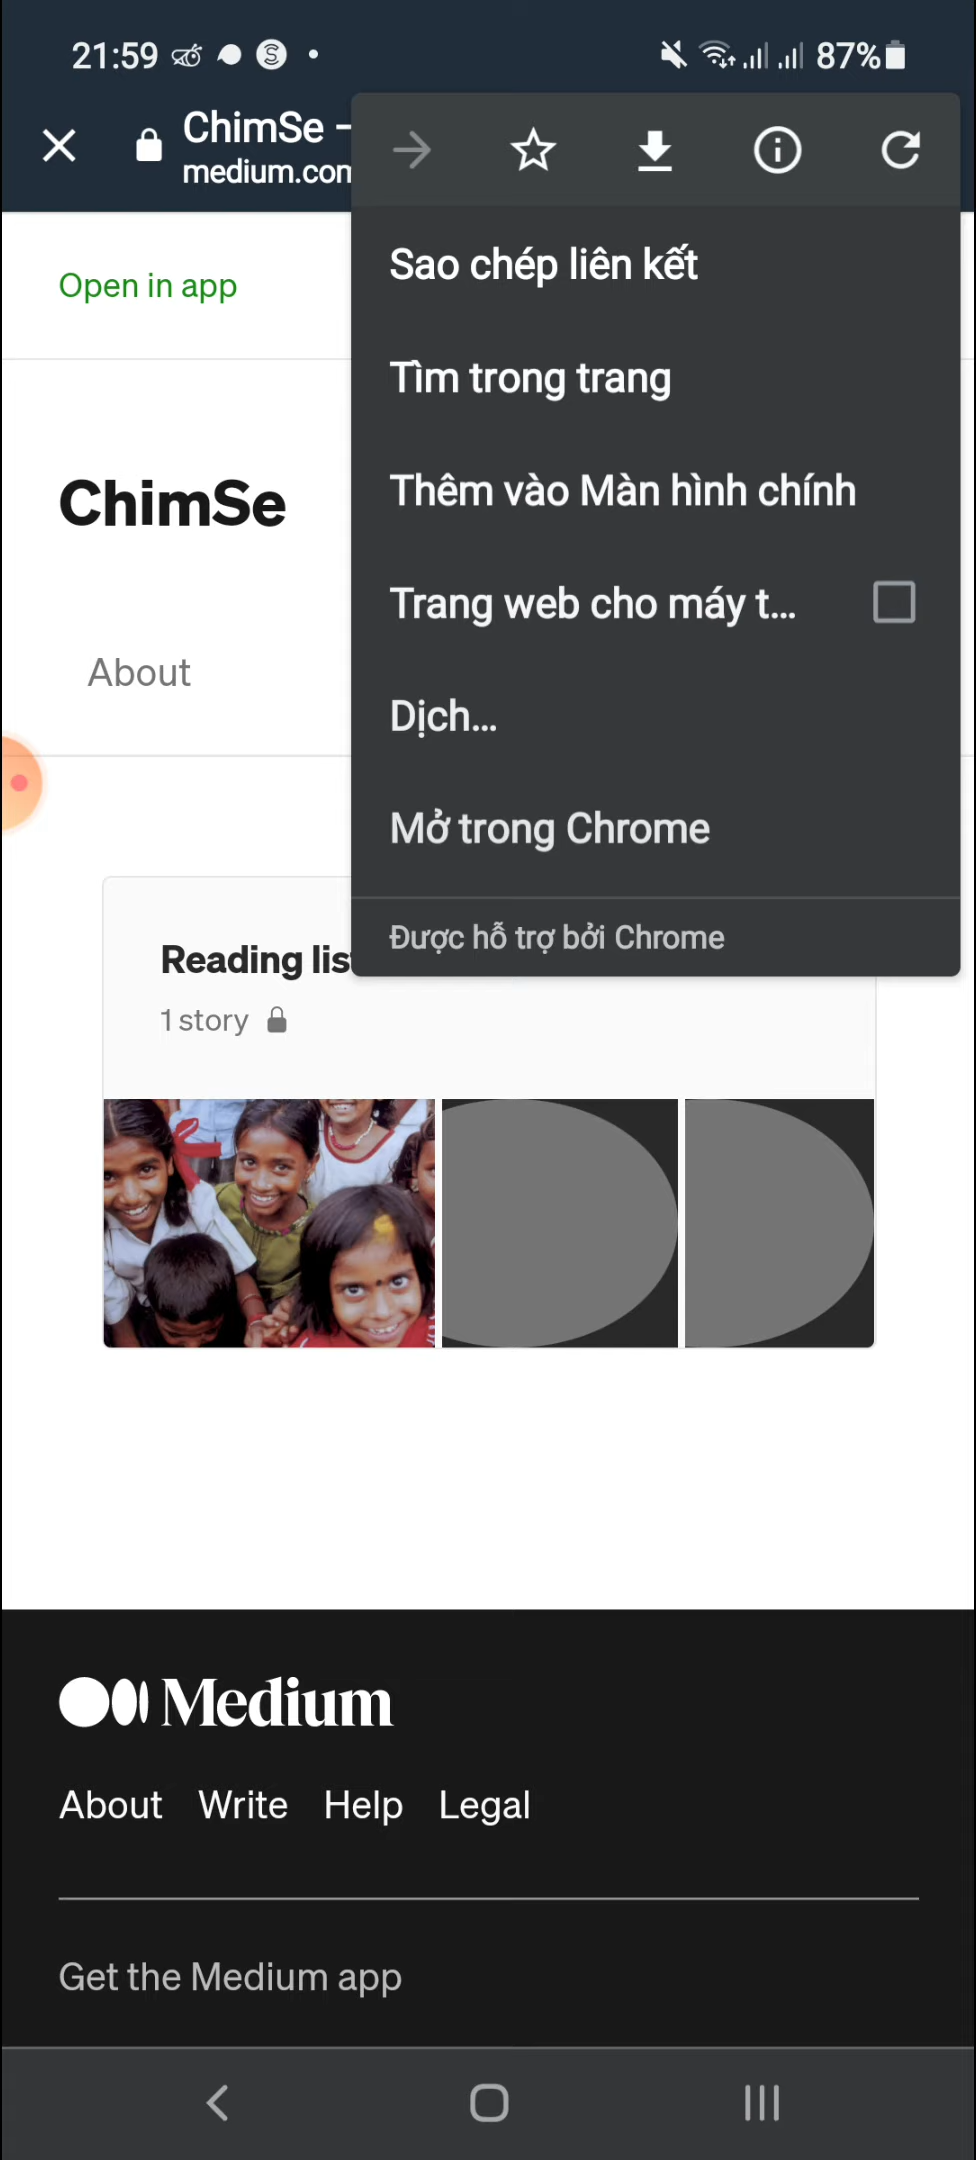 21:59
87%
ChimSe –
medium.com
Sao chép liên kết
Tìm trong trang
Thêm vào Màn hình chính
Trang web cho máy t...
Dịch...
Mở trong Chrome
Được hỗ trợ bởi Chrome
Open in app
ChimSe
About
Reading lis
1 story
Medium
About Write Help Legal
Get the Medium app